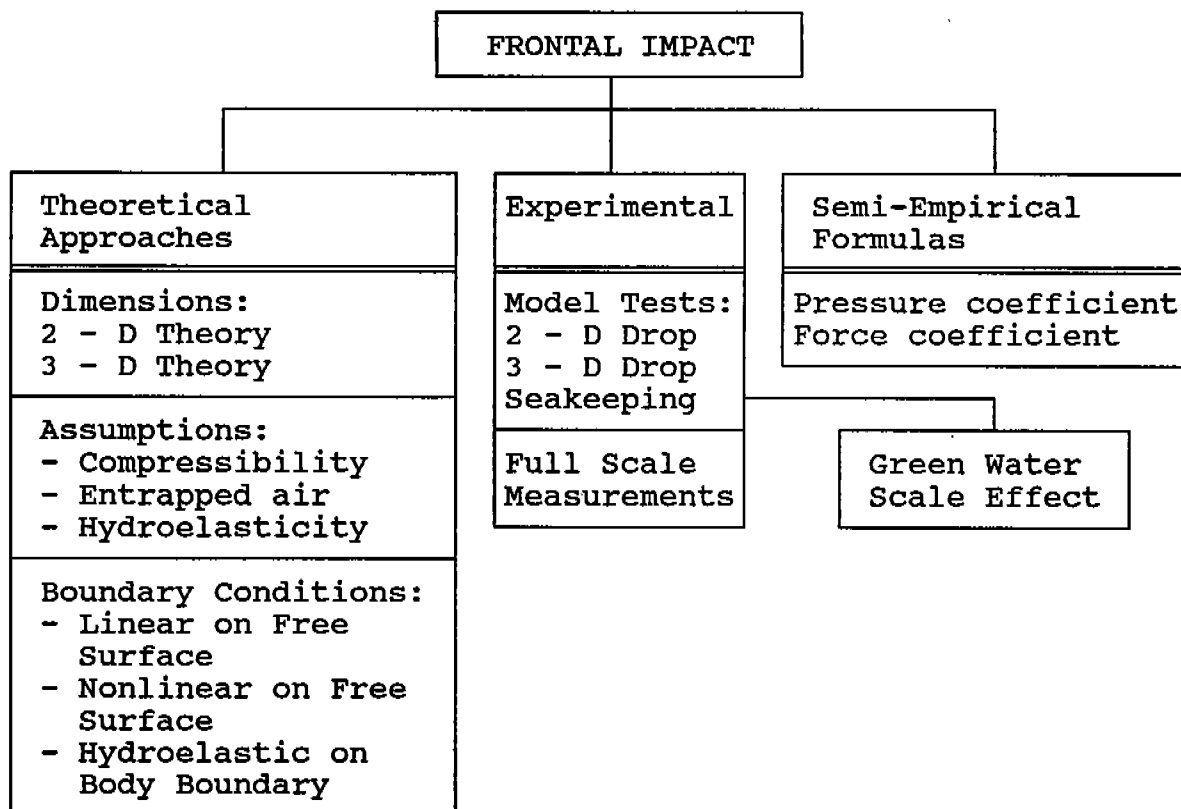 FRONTAL IMPACT
Theoretical
Approaches
Dimensions:
2 - D Theory
3 - D Theory
Assumptions:
- Compressibility
- Entrapped air
- Hydroelasticity
Boundary Conditions:
- Linear on Free
Surface
- Nonlinear on Free
Surface
- Hydroelastic on
Body Boundary
Experimental
Model Tests:
2 - D Drop
3 - D Drop
Seakeeping
Full Scale
Measurements
Semi-Empirical
Formulas
Pressure coefficient
Force coefficient
Green Water
Scale Effect